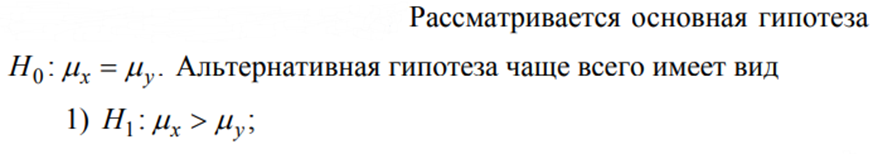 Рассматривается основная гипотеза
H₀: μₓ = μᵧ. Альтернативная гипотеза чаще всего имеет вид
1) H₁: μₓ > μᵧ;